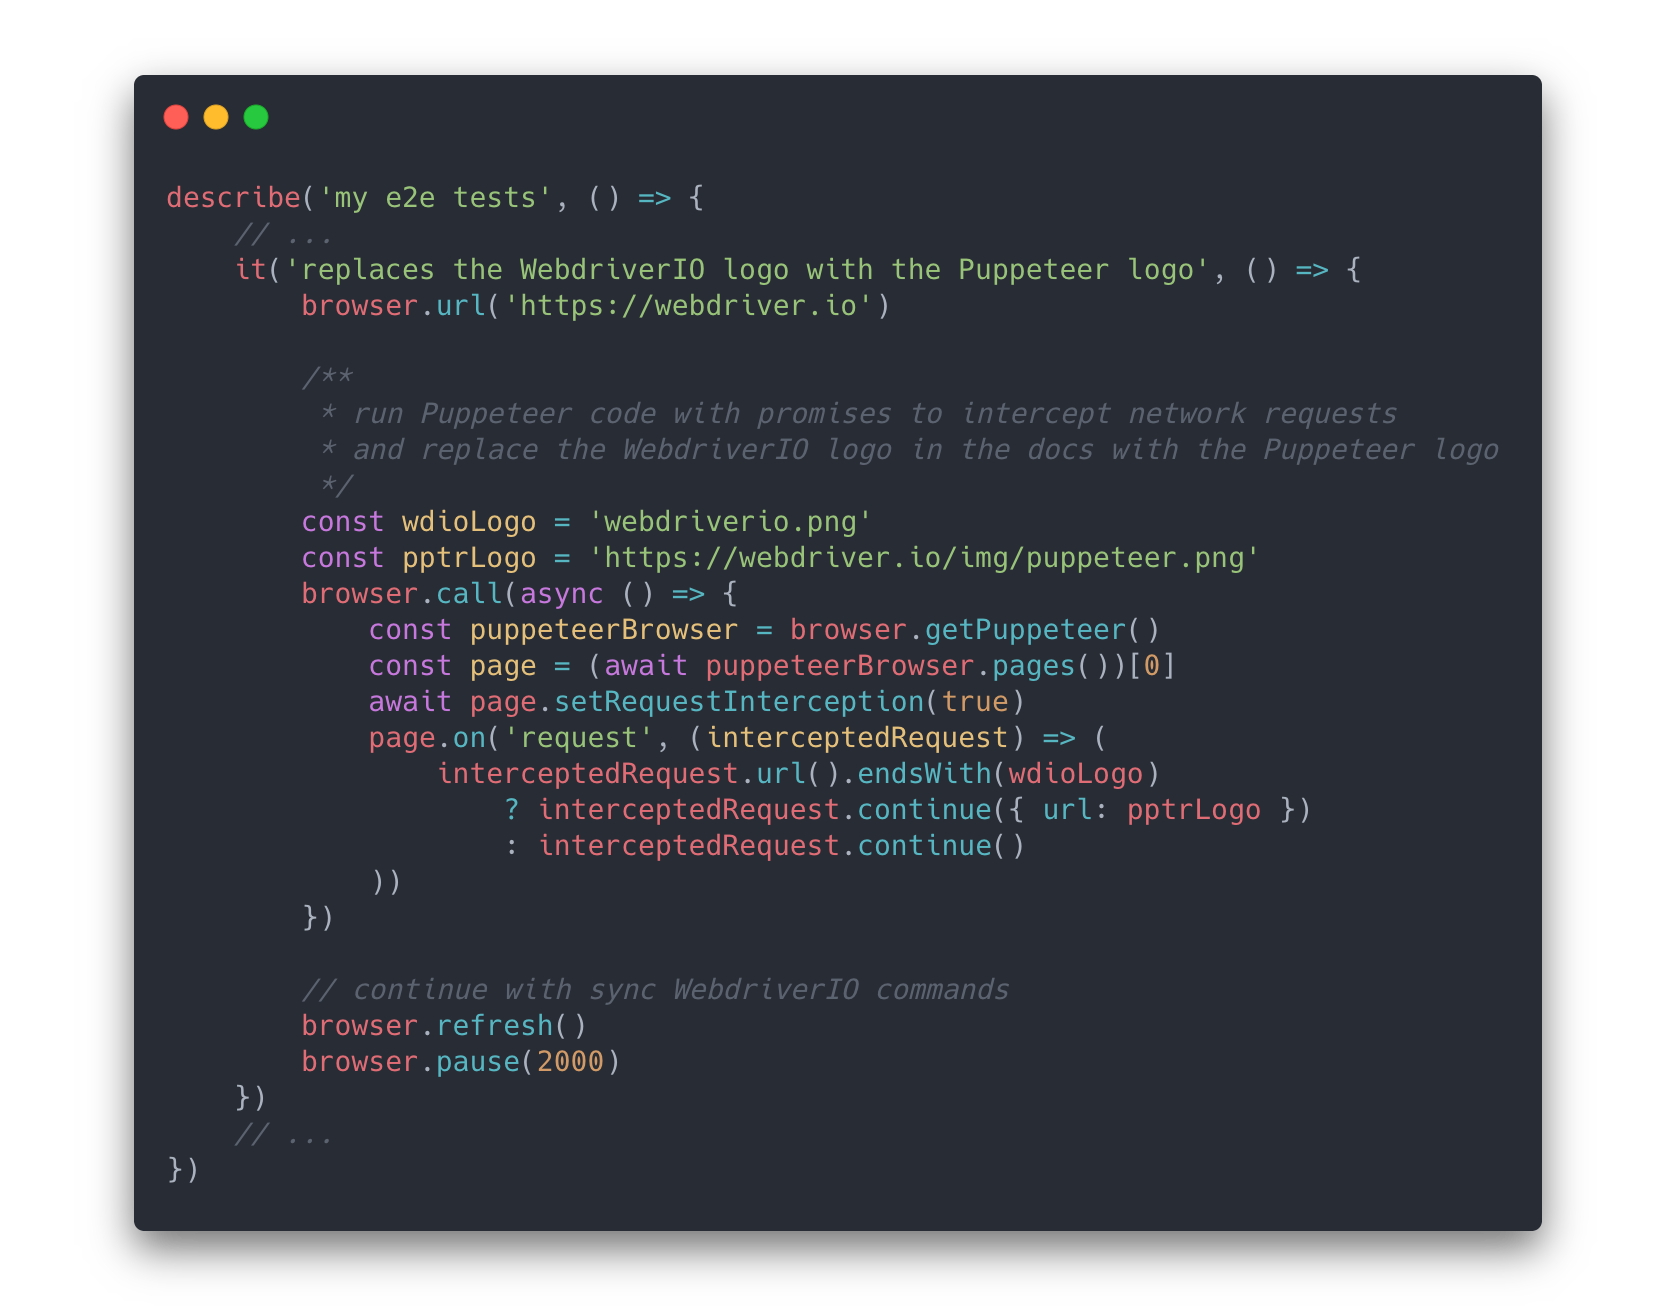 describe('my e2e tests', () => {
    // ...
    it('replaces the WebdriverIO logo with the Puppeteer logo', () => {
        browser.url('https://webdriver.io')

        /**
         * run Puppeteer code with promises to intercept network requests
         * and replace the WebdriverIO logo in the docs with the Puppeteer logo
         */
        const wdioLogo = 'webdriverio.png'
        const pptrLogo = 'https://webdriver.io/img/puppeteer.png'
        browser.call(async () => {
            const puppeteerBrowser = browser.getPuppeteer()
            const page = (await puppeteerBrowser.pages())[0]
            await page.setRequestInterception(true)
            page.on('request', (interceptedRequest) => (
                interceptedRequest.url().endsWith(wdioLogo)
                    ? interceptedRequest.continue({ url: pptrLogo })
                    : interceptedRequest.continue()
            ))
        })

        // continue with sync WebdriverIO commands
        browser.refresh()
        browser.pause(2000)
    })
    // ...
})